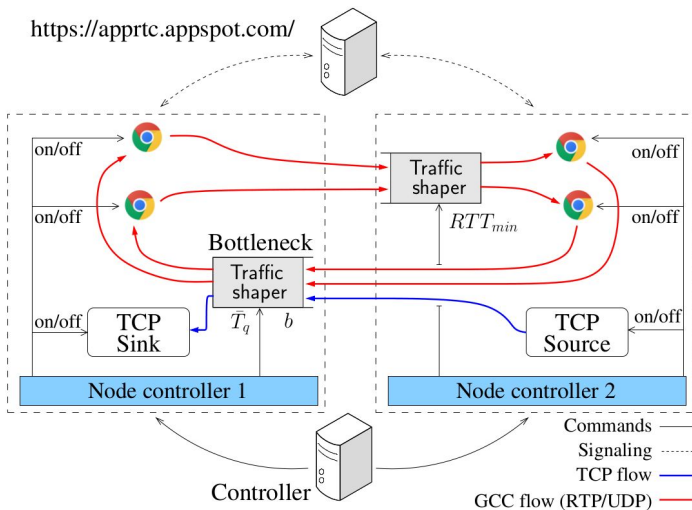 https://apprtc.appspot.com/
on/off
on/off
on/off
on/off
on/off
on/off
Traffic
shaper
RTT_min
Bottleneck
Traffic
shaper
T̄_q
b
TCP
Sink
TCP
Source
Node controller 1
Node controller 2
Controller
Commands
Signaling
TCP flow
GCC flow (RTP/UDP)